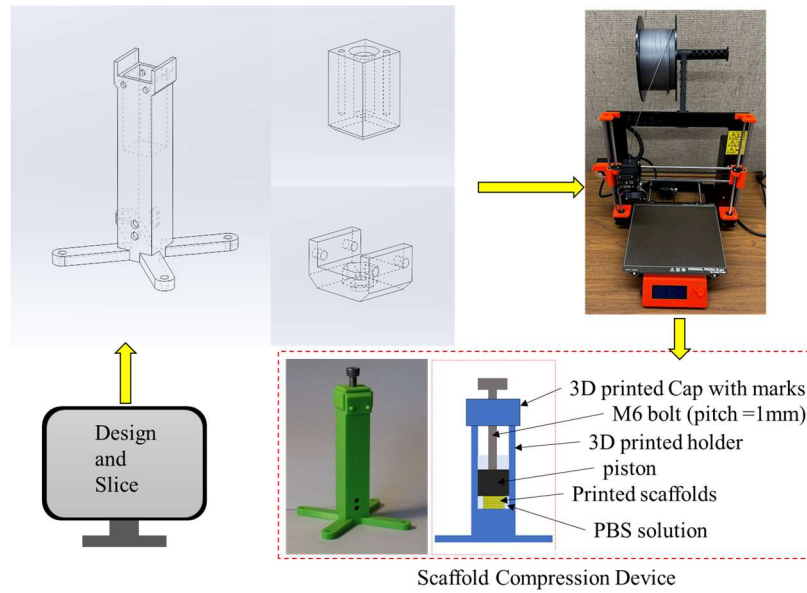 3D printed Cap with marks
M6 bolt (pitch =1mm)
3D printed holder
piston
Printed scaffolds
PBS solution
Design
and
Slice
Scaffold Compression Device